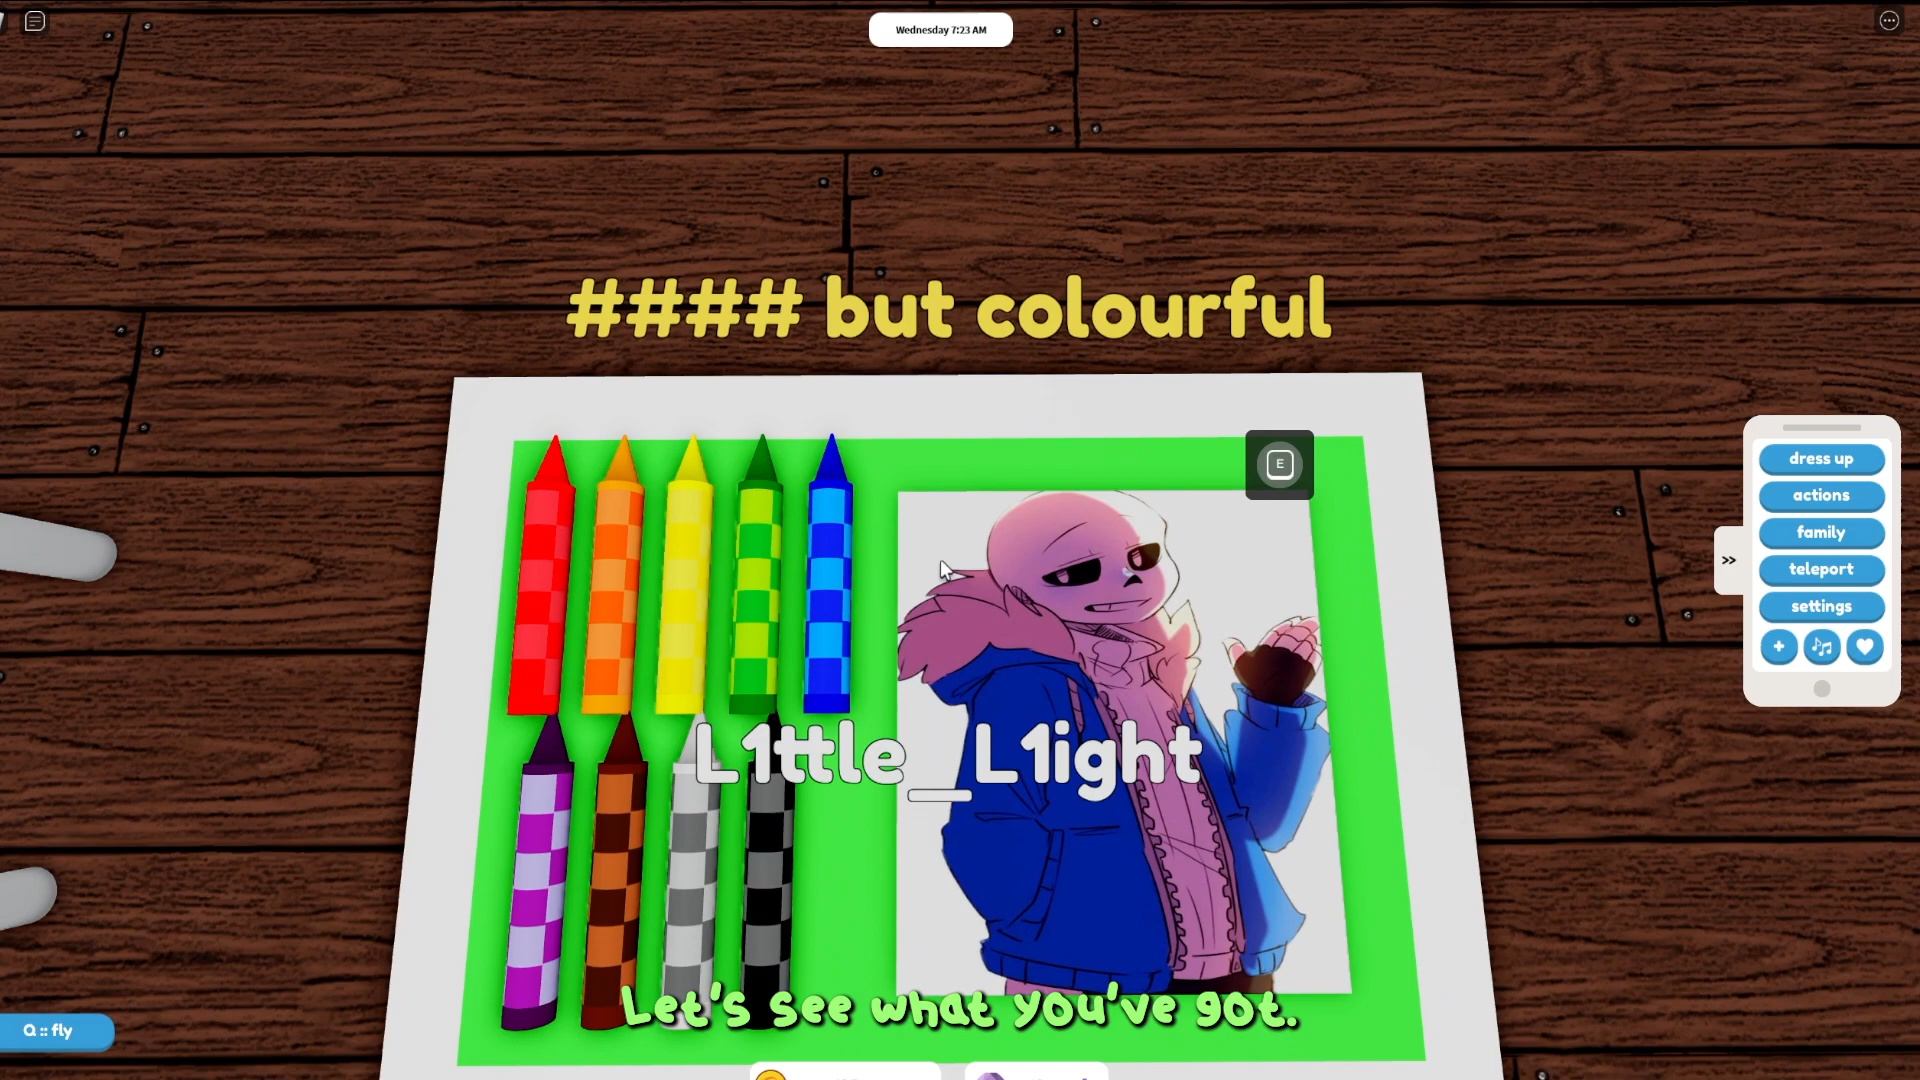 Wednesday 7:23 AM
#### but colourful
E
dress up
actions
>>
family
teleport
settings
L1ttle__L1ight
Let's see what you've got.
Q :: fly